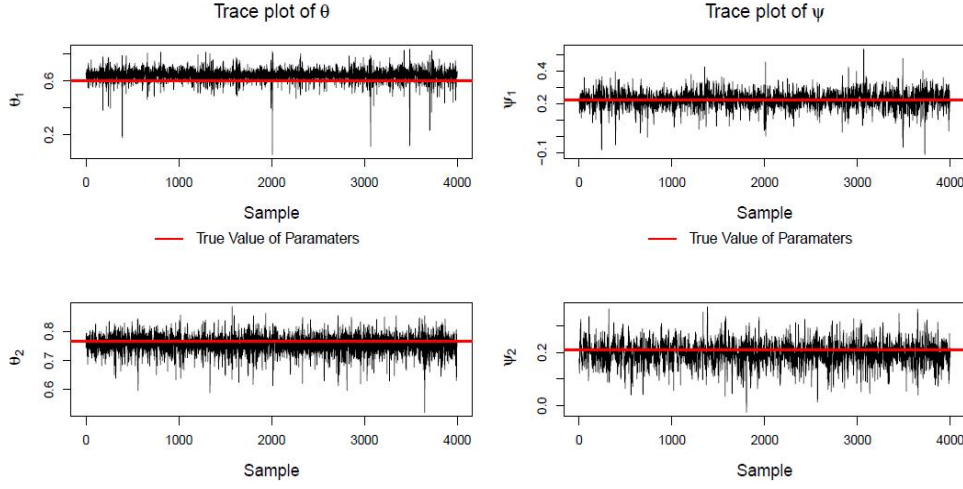 Trace plot of θ
θ1
0.2 0.6
0 1000 2000 3000 4000
Sample
Trace plot of ψ
ψ1
−0.1 0.2 0.4
0 1000 2000 3000 4000
Sample
True Value of Paramaters
True Value of Paramaters
θ2
0.6 0.7 0.8
0 1000 2000 3000 4000
Sample
ψ2
0.0 0.2
0 1000 2000 3000 4000
Sample